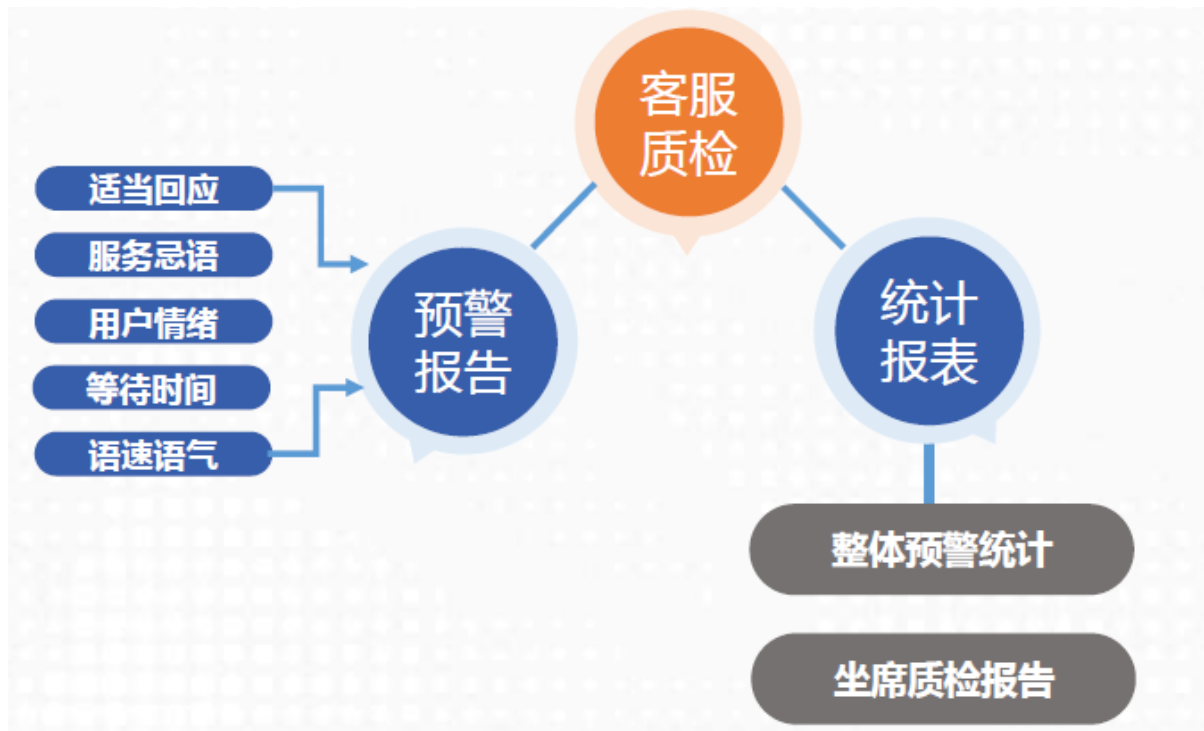 客服
质检
适当回应
服务忌语
用户情绪
等待时间
语速语气
预警
报告
统计
报表
整体预警统计
坐席质检报告